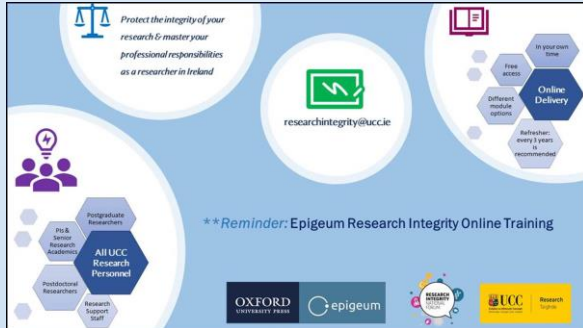 Protect the integrity of your
research & master your
professional responsibilities
as a researcher in Ireland
researchintegrity@ucc.ie
In your own
time
Free
access
Online
Delivery
Different
module
options
Refresher:
every 3 years
is
recommended
Postgraduate
Researchers
PIs &
Senior
Research
Academics
All UCC
Research
Personnel
Postdoctoral
Researchers
Research
Support
Staff
**Reminder: Epigeum Research Integrity Online Training
OXFORD
UNIVERSITY PRESS
epigeum
RESEARCH
INTEGRITY
NATIONAL
FORUM
UCC
Research